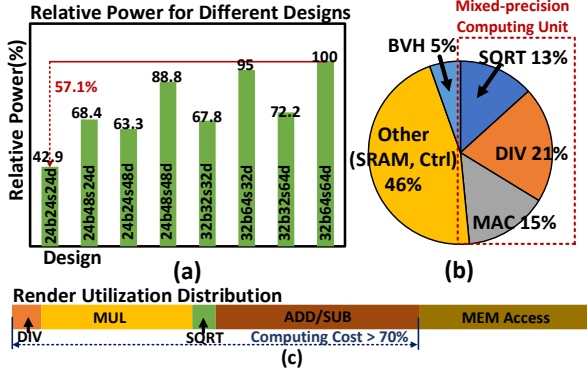 Relative Power for Different Designs
Relative Power(%)
57.1%
42.9
68.4
63.3
88.8
67.8
95
72.2
100
24b24s24d
24b48s24d
24b24s48d
24b48s48d
32b32s32d
32b64s32d
32b32s64d
32b64s64d
Design
(a)
Mixed-precision
Computing Unit
BVH 5%
SQRT 13%
Other
(SRAM, Ctrl)
46%
DIV 21%
MAC 15%
(b)
Render Utilization Distribution
MUL
ADD/SUB
MEM Access
DIV
SQRT
Computing Cost > 70%
(c)